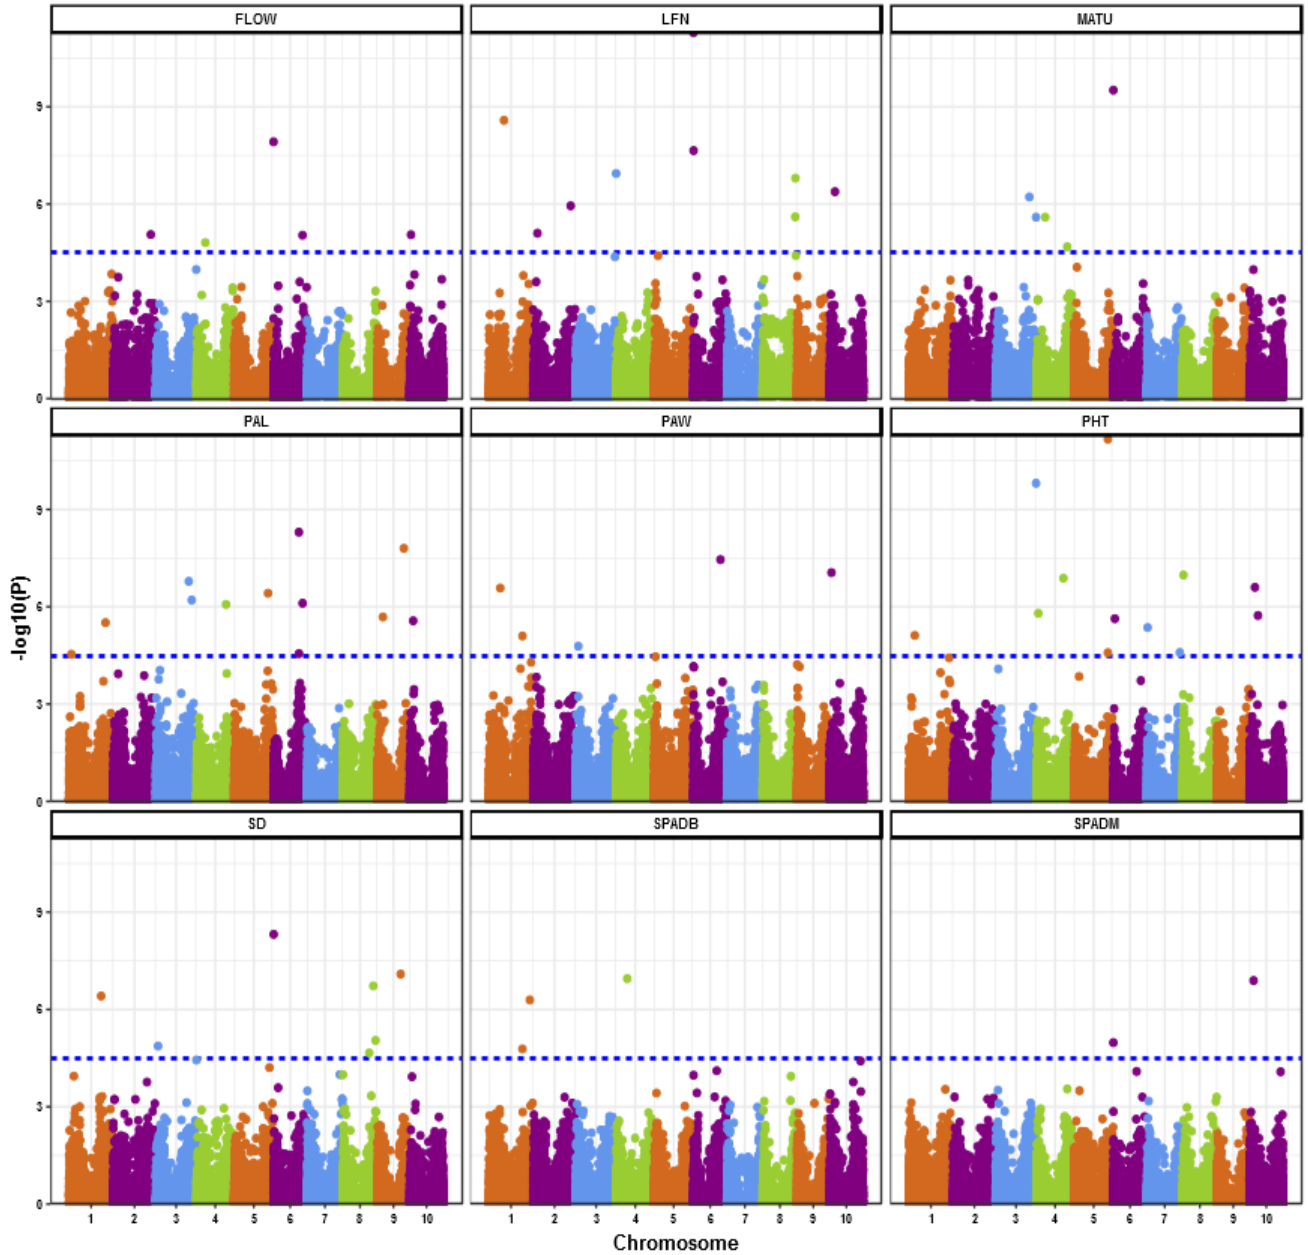 FLOW LFN MATU
9
6
3
0
PAL PAW PHT
9
6
3
0
-log10(P)
SD SPADB SPADM
9
6
3
0
1 2 3 4 5 6 7 8 9 10 1 2 3 4 5 6 7 8 9 10 1 2 3 4 5 6 7 8 9 10
Chromosome